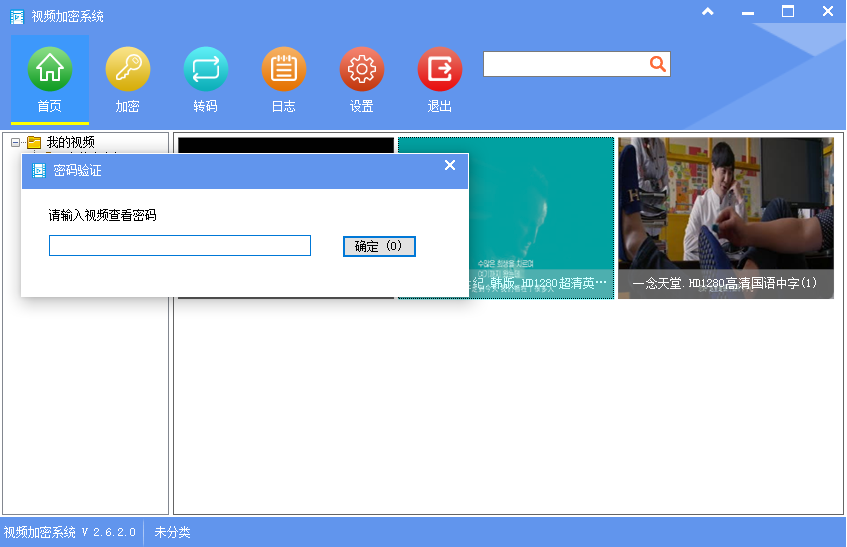 视频加密系统
首页
加密
转码
日志
设置
退出
我的视频
密码验证
请输入视频查看密码
确定 (O)
纪.韩版.HD1280超清英…
一念天堂.HD1280高清国语中字(1)
视频加密系统 V 2.6.2.0
未分类